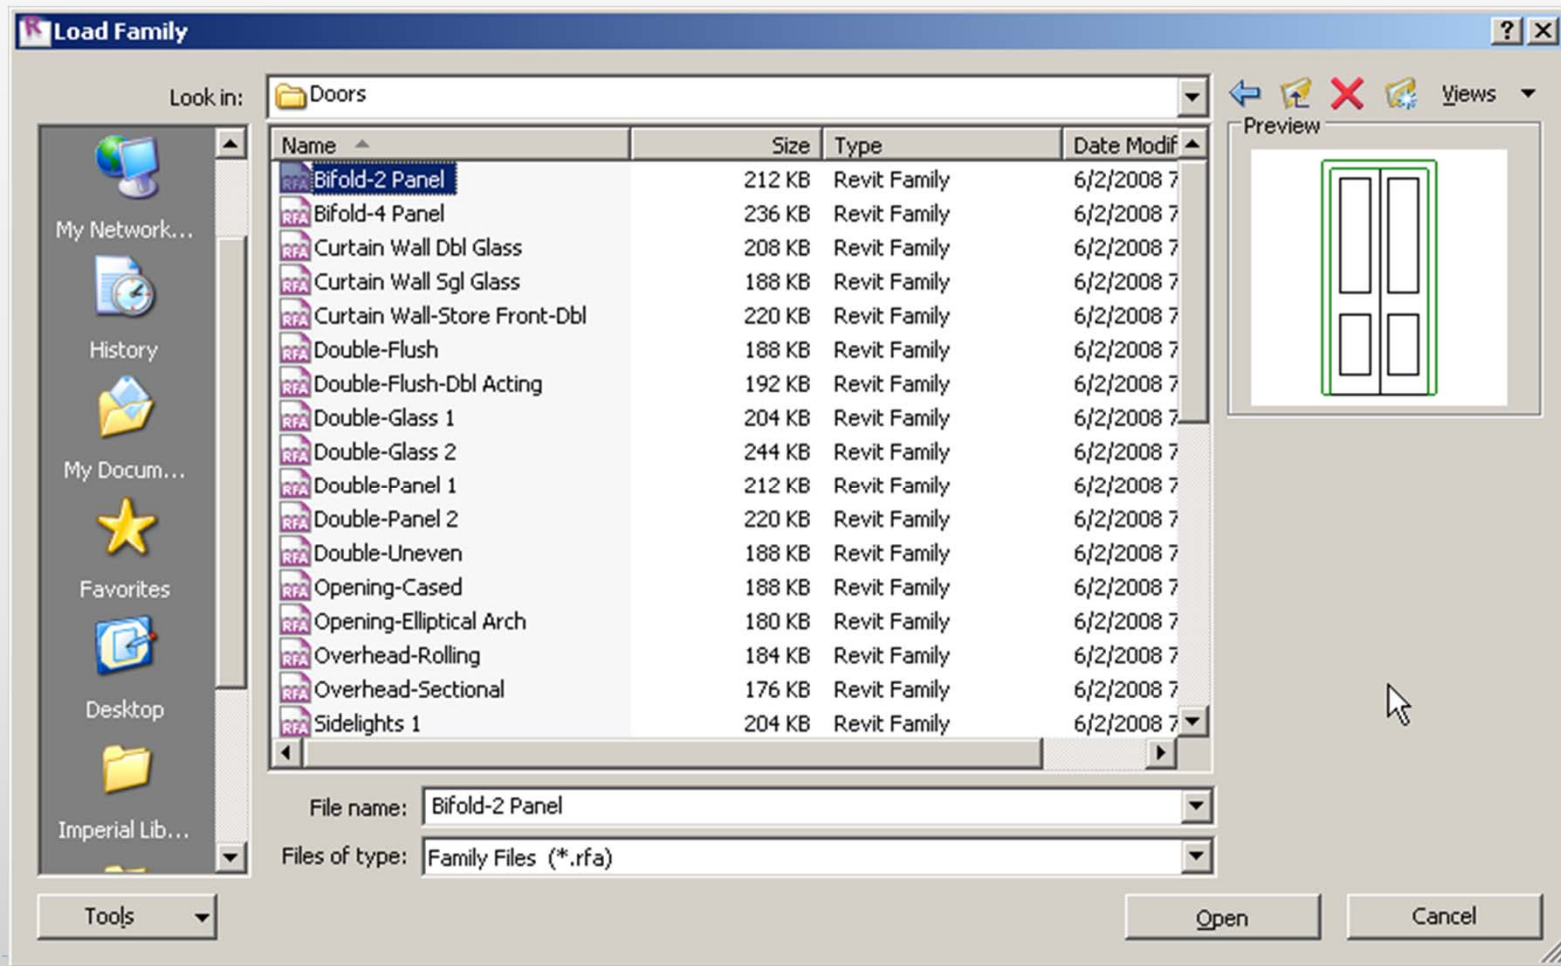 Load Family
Look in: Doors Views
Name Size Type Date Modif
Preview
Bifold-2 Panel 212 KB Revit Family 6/2/2008 7
Bifold-4 Panel 236 KB Revit Family 6/2/2008 7
Curtain Wall Dbl Glass 208 KB Revit Family 6/2/2008 7
Curtain Wall Sgl Glass 188 KB Revit Family 6/2/2008 7
Curtain Wall-Store Front-Dbl 220 KB Revit Family 6/2/2008 7
Double-Flush 188 KB Revit Family 6/2/2008 7
Double-Flush-Dbl Acting 192 KB Revit Family 6/2/2008 7
Double-Glass 1 204 KB Revit Family 6/2/2008 7
Double-Glass 2 244 KB Revit Family 6/2/2008 7
Double-Panel 1 212 KB Revit Family 6/2/2008 7
Double-Panel 2 220 KB Revit Family 6/2/2008 7
Double-Uneven 188 KB Revit Family 6/2/2008 7
Opening-Cased 188 KB Revit Family 6/2/2008 7
Opening-Elliptical Arch 180 KB Revit Family 6/2/2008 7
Overhead-Rolling 184 KB Revit Family 6/2/2008 7
Overhead-Sectional 176 KB Revit Family 6/2/2008 7
Sidelights 1 204 KB Revit Family 6/2/2008 7
My Network...
History
My Docum...
Favorites
Desktop
Imperial Lib...
File name: Bifold-2 Panel
Files of type: Family Files (*.rfa)
Tools Open Cancel